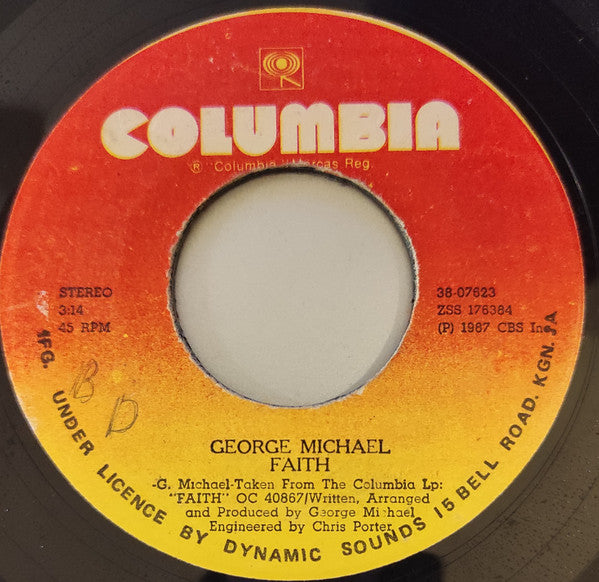 COLUMBIA
® "Columbia" Marcas Reg.
STEREO
3:14
45 RPM
38-07623
ZSS 176364
(P) 1987 CBS Inc.
B
D
GEORGE MICHAEL
FAITH
-G. Michael-Taken From The Columbia Lp:
"FAITH" OC 40867/Written, Arranged
and Produced by George Michael
Engineered by Chris Porter
MFG. UNDER LICENCE BY DYNAMIC SOUNDS 15 BELL ROAD. KGN. JA